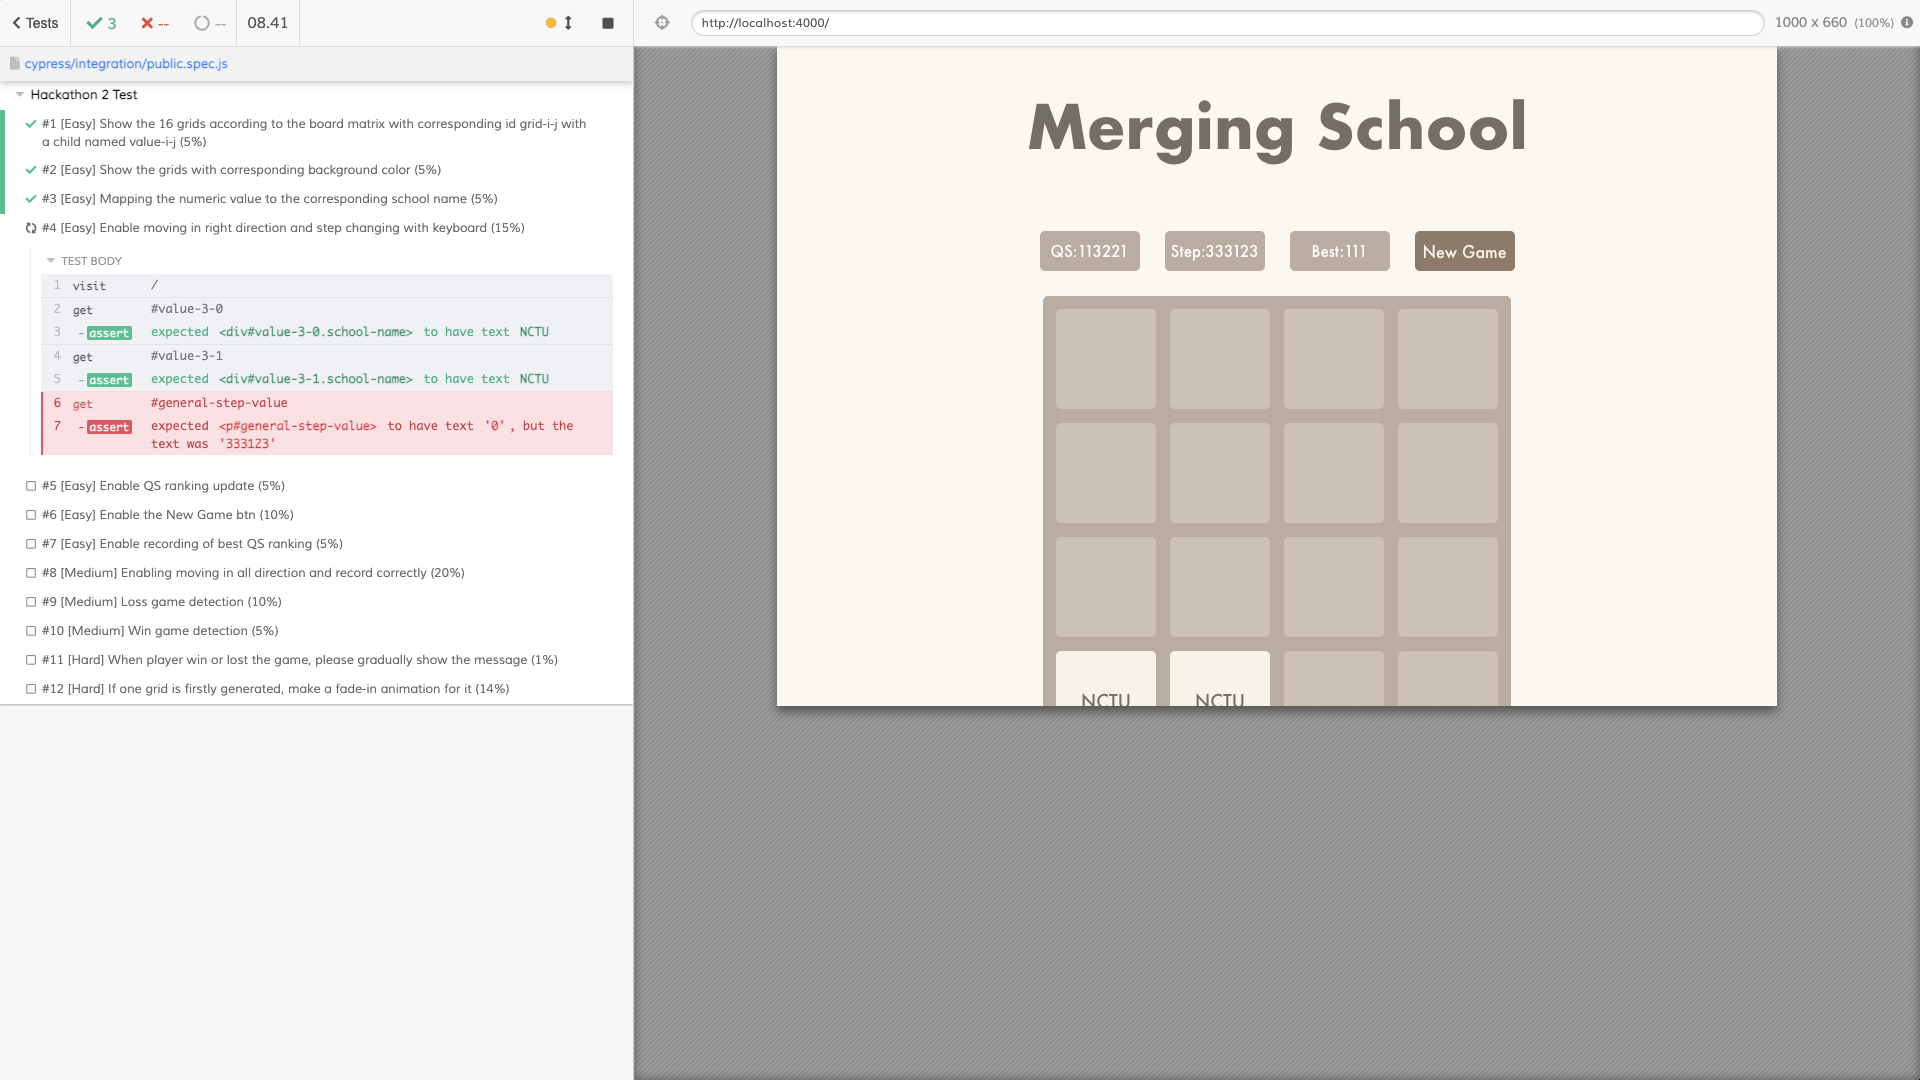 Tests
3
--
--
08.41
http://localhost:4000/
1000 x 660 (100%)
cypress/integration/public.spec.js
Hackathon 2 Test
#1 [Easy] Show the 16 grids according to the board matrix with corresponding id grid-i-j with
a child named value-i-j (5%)
#2 [Easy] Show the grids with corresponding background color (5%)
#3 [Easy] Mapping the numeric value to the corresponding school name (5%)
#4 [Easy] Enable moving in right direction and step changing with keyboard (15%)
TEST BODY
1 visit /
2 get #value-3-0
3 -assert expected <div#value-3-0.school-name> to have text NCTU
4 get #value-3-1
5 -assert expected <div#value-3-1.school-name> to have text NCTU
6 get #general-step-value
7 -assert expected <p#general-step-value> to have text '0', but the
text was '333123'
#5 [Easy] Enable QS ranking update (5%)
#6 [Easy] Enable the New Game btn (10%)
#7 [Easy] Enable recording of best QS ranking (5%)
#8 [Medium] Enabling moving in all direction and record correctly (20%)
#9 [Medium] Loss game detection (10%)
#10 [Medium] Win game detection (5%)
#11 [Hard] When player win or lost the game, please gradually show the message (1%)
#12 [Hard] If one grid is firstly generated, make a fade-in animation for it (14%)
Merging School
QS:113221
Step:333123
Best:111
New Game
NCTU
NCTU